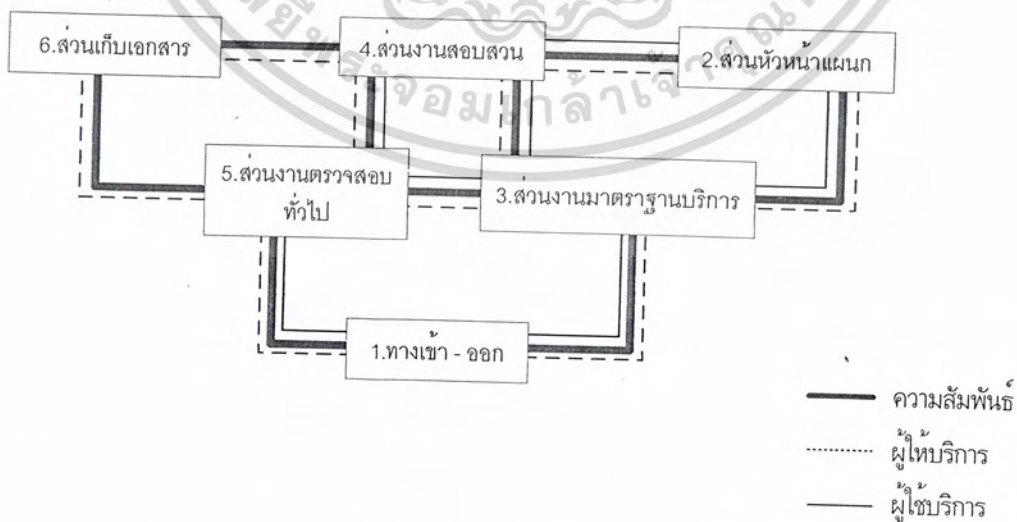 6.ส่วนเก็บเอกสาร
4.ส่วนงานสอบสวน
2.ส่วนหัวหน้าแผนก
5.ส่วนงานตรวจสอบ
ทั่วไป
3.ส่วนงานมาตราฐานบริการ
1.ทางเข้า - ออก
ความสัมพันธ์
ผู้ให้บริการ
ผู้ใช้บริการ